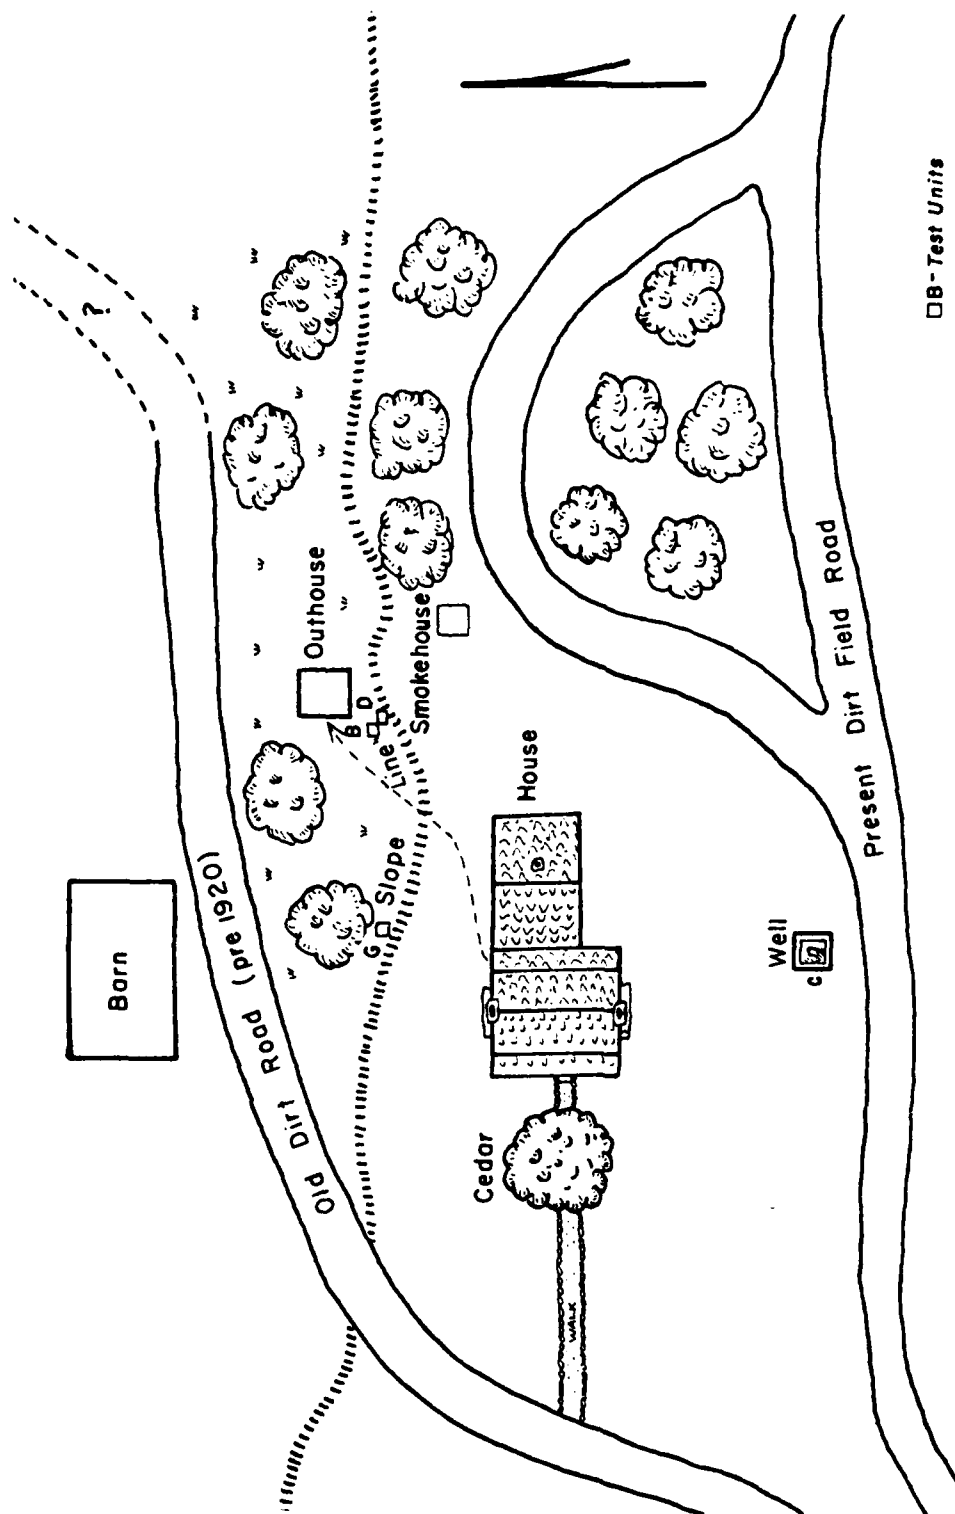 Barn
Old Dirt Road (pre 1920)
?
Outhouse
B
D
G
Slope
Line
Smokehouse
House
Cedar
WALK
Well
C
Present Dirt Field Road
B - Test Units